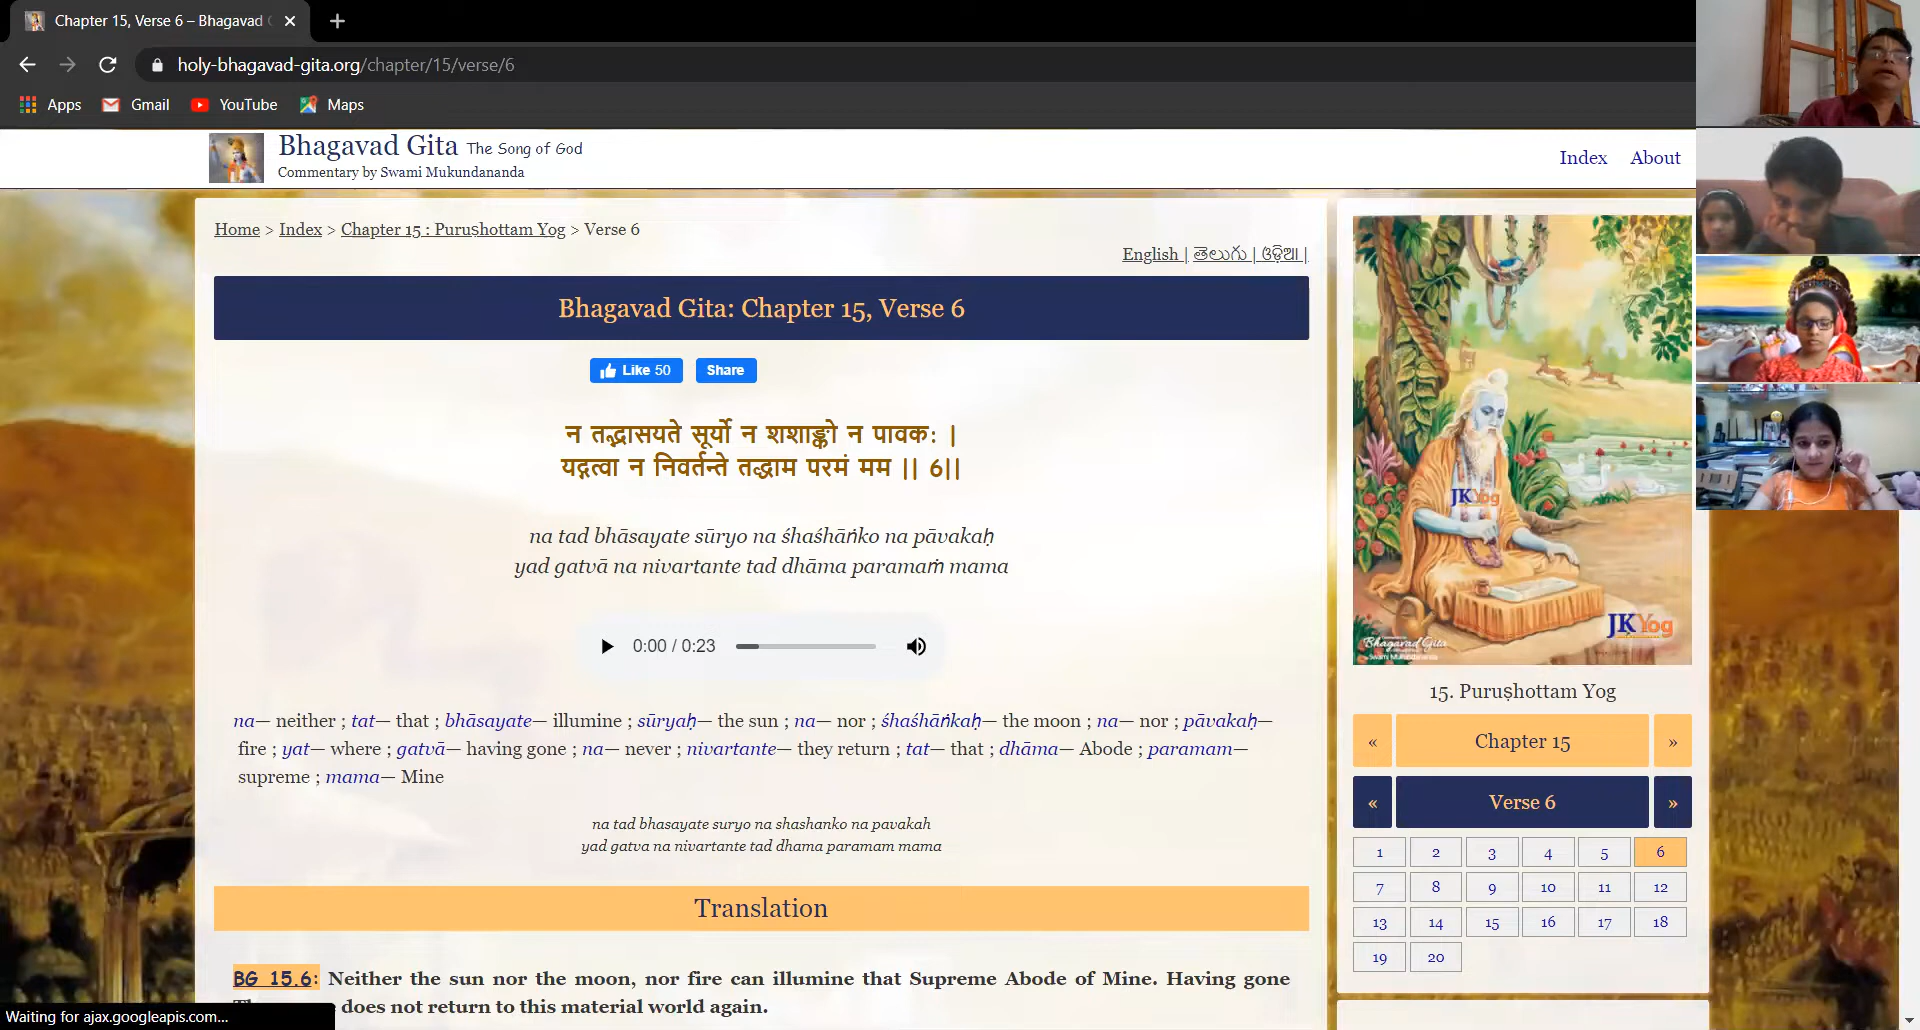 Chapter 15, Verse 6 – Bhagavad
holy-bhagavad-gita.org/chapter/15/verse/6
Apps Gmail YouTube Maps
Bhagavad Gita The Song of God
Commentary by Swami Mukundananda
Index About
Home > Index > Chapter 15 : Puruṣhottam Yog > Verse 6
English | తెలుగు | ଓଡ଼ିଆ |
Bhagavad Gita: Chapter 15, Verse 6
Like 50 Share
न तद्भासयते सूर्यो न शशाङ्को न पावकः |
यद्गत्वा न निवर्तन्ते तद्धाम परमं मम || 6||
na tad bhāsayate sūryo na śhaśhāṅko na pāvakaḥ
yad gatvā na nivartante tad dhāma paramaṁ mama
0:00 / 0:23
na— neither ; tat— that ; bhāsayate— illumine ; sūryaḥ— the sun ; na— nor ; śhaśhāṅkaḥ— the moon ; na— nor ; pāvakaḥ—
fire ; yat— where ; gatvā— having gone ; na— never ; nivartante— they return ; tat— that ; dhāma— Abode ; paramam—
supreme ; mama— Mine
na tad bhasayate suryo na shashanko na pavakah
yad gatva na nivartante tad dhama paramam mama
Translation
BG 15.6: Neither the sun nor the moon, nor fire can illumine that Supreme Abode of Mine. Having gone
does not return to this material world again.
Waiting for ajax.googleapis.com...
JKYog
JKYog
Bhagavad Gita
Swami Mukundananda
15. Puruṣhottam Yog
« Chapter 15 »
« Verse 6 »
1 2 3 4 5 6
7 8 9 10 11 12
13 14 15 16 17 18
19 20